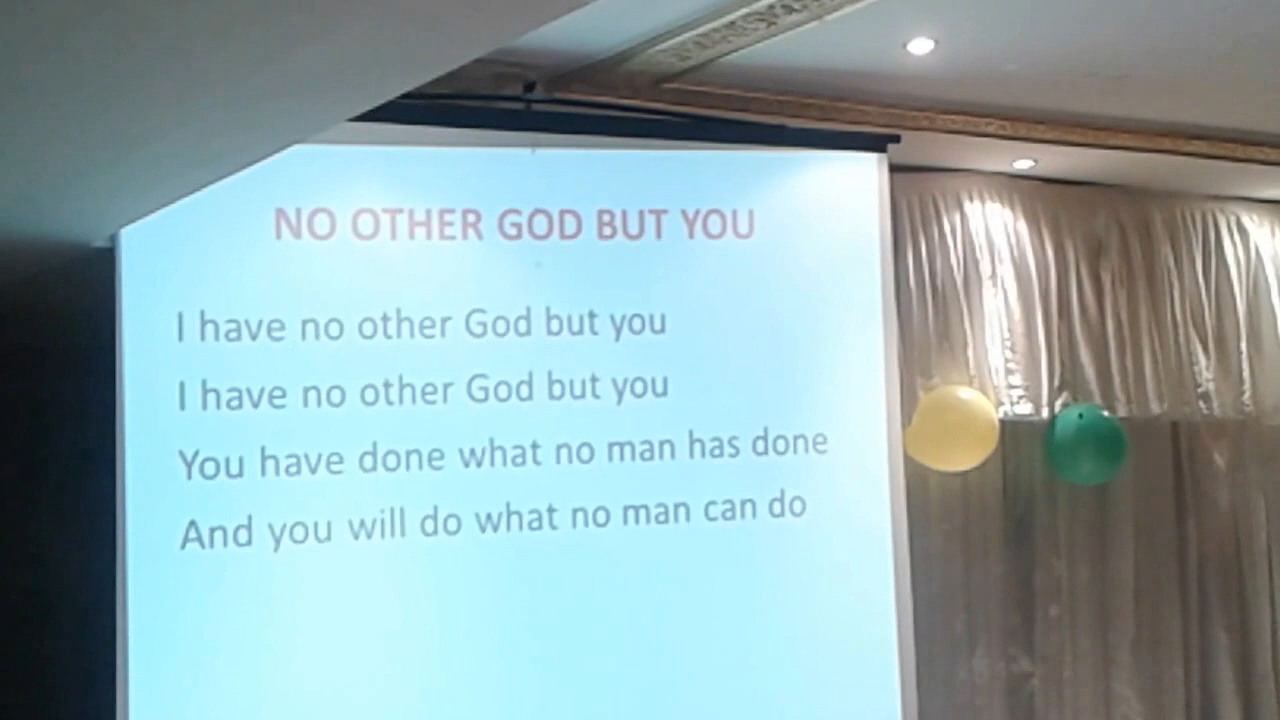 NO OTHER GOD BUT YOU
I have no other God but you
I have no other God but you
You have done what no man has done
And you will do what no man can do